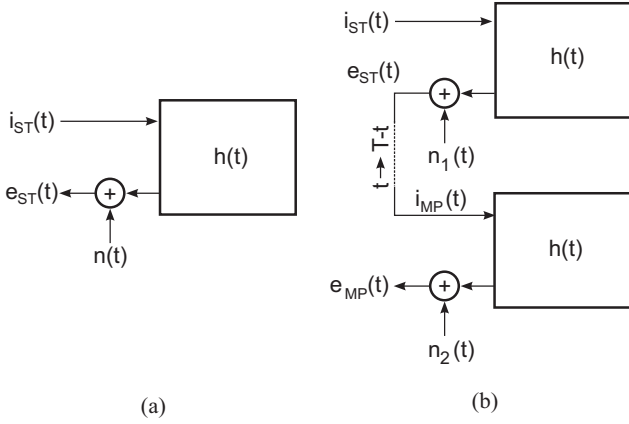 i_ST(t)
h(t)
e_ST(t)
+
n(t)
(a)
i_ST(t)
h(t)
e_ST(t)
+
n_1(t)
t → T-t
i_MP(t)
h(t)
e_MP(t)
+
n_2(t)
(b)